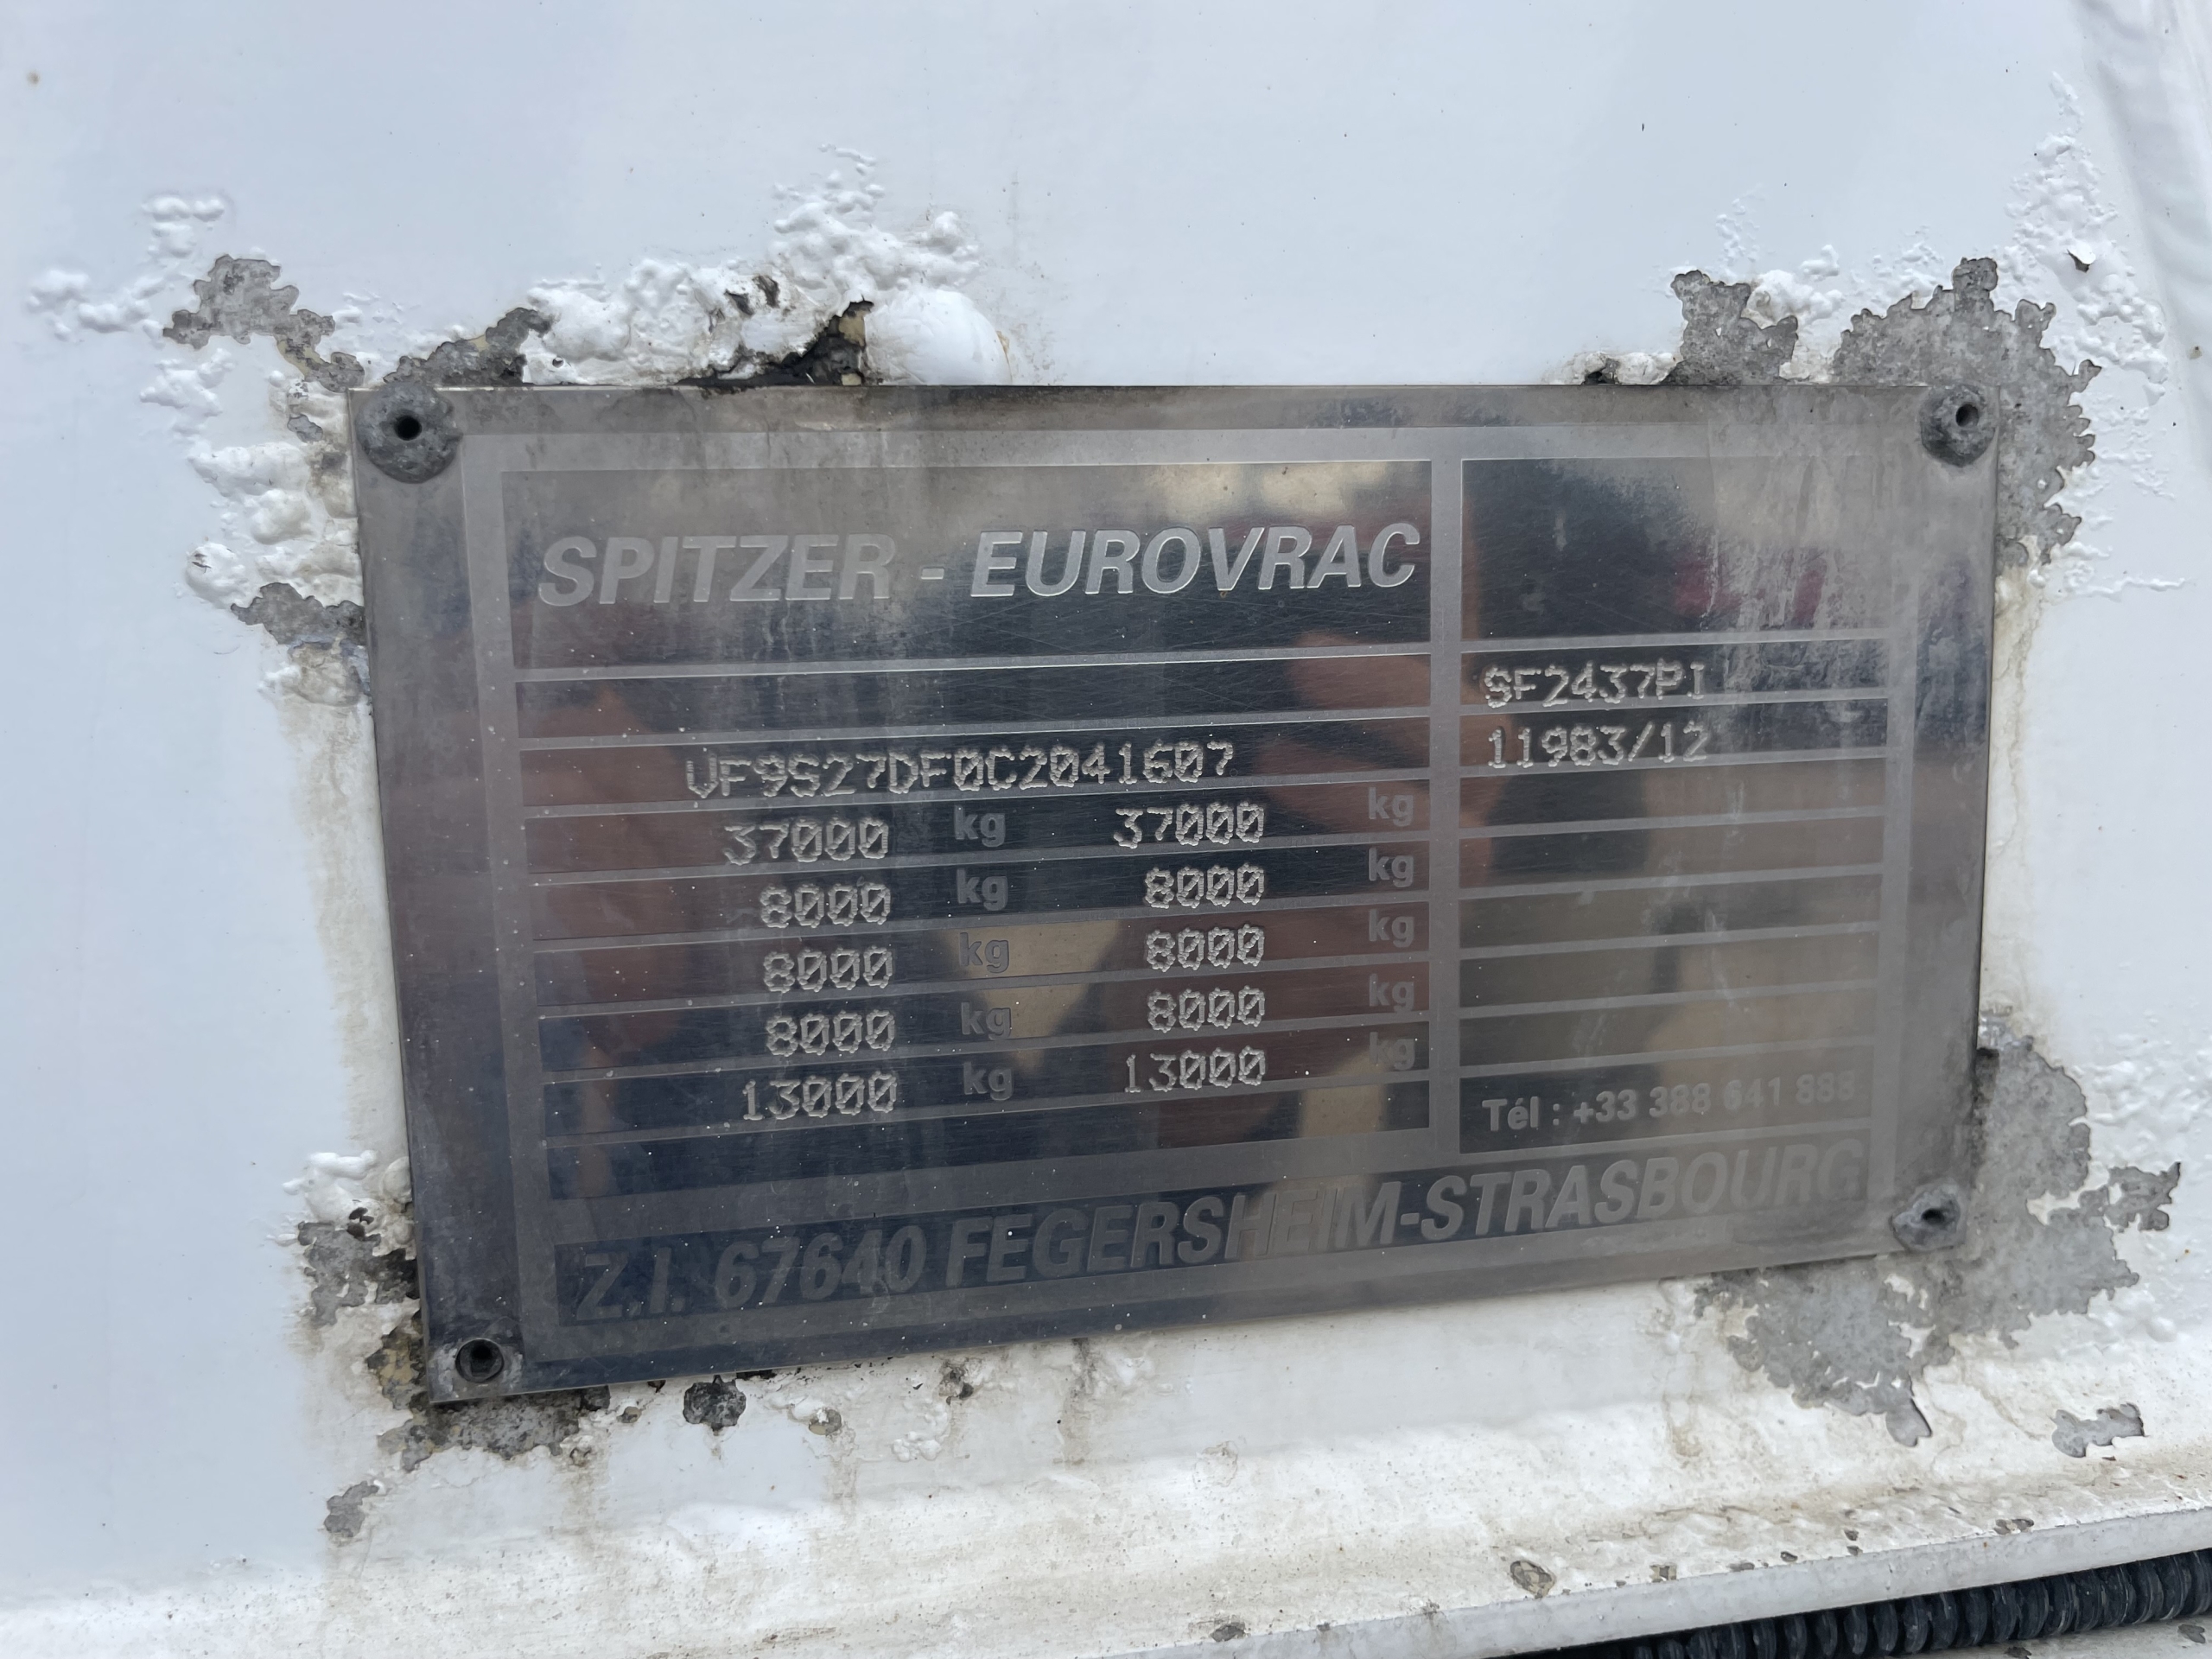 SPITZER - EUROVRAC
SF2437PI
VF9S27DF0C2041607 11983/12
37000 kg 37000 kg
8000 kg 8000 kg
8000 kg 8000 kg
8000 kg 8000 kg
13000 kg 13000 kg
Tél : +33 388 641 885
Z.I. 67640 FEGERSHEIM-STRASBOURG